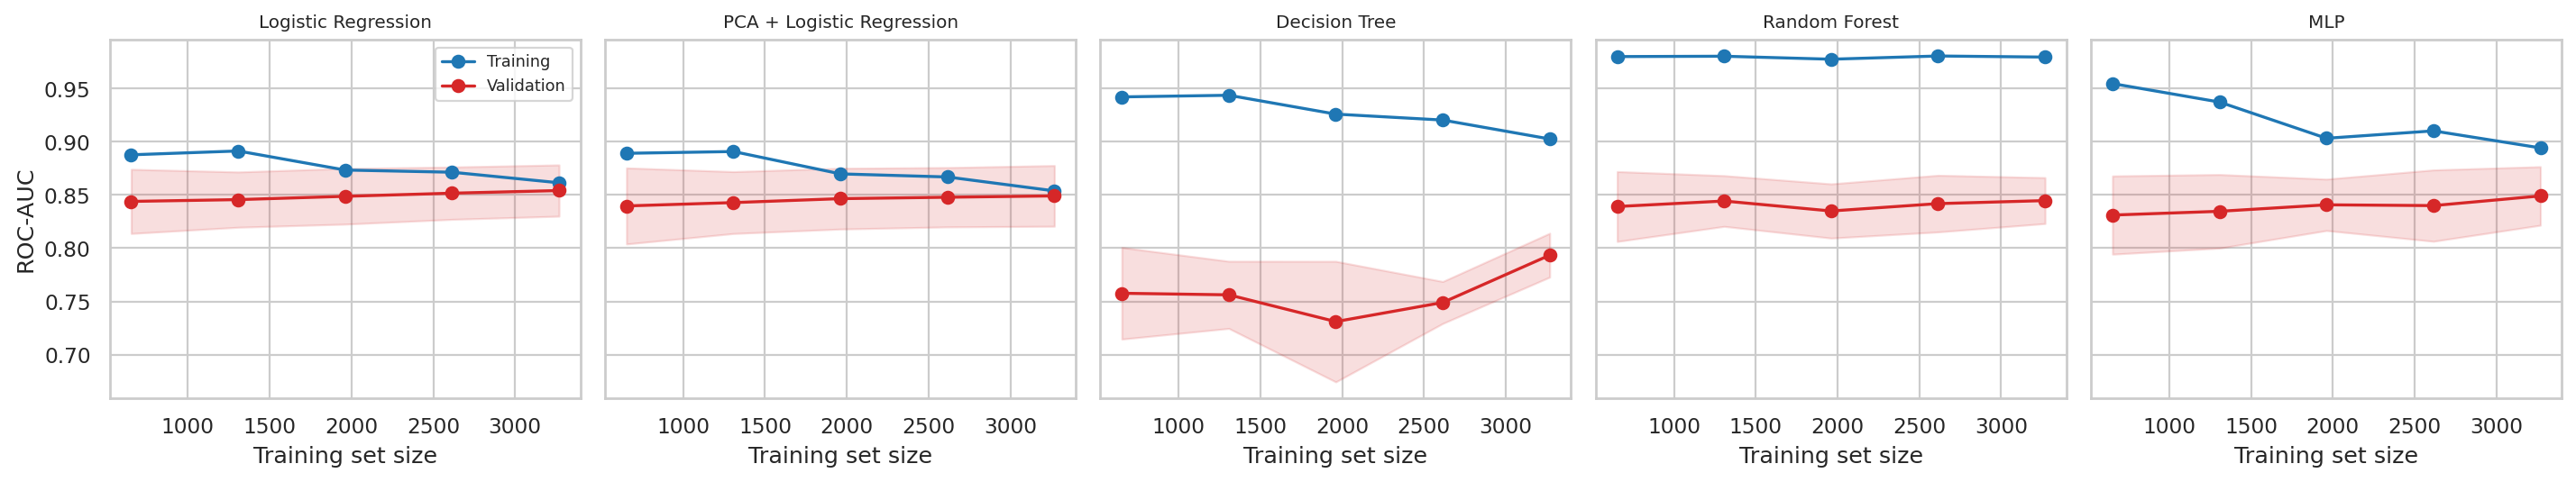 Logistic Regression
PCA + Logistic Regression
Decision Tree
Random Forest
MLP
Training
Validation
ROC-AUC
0.95
0.90
0.85
0.80
0.75
0.70
1000 1500 2000 2500 3000
1000 1500 2000 2500 3000
1000 1500 2000 2500 3000
1000 1500 2000 2500 3000
1000 1500 2000 2500 3000
Training set size
Training set size
Training set size
Training set size
Training set size